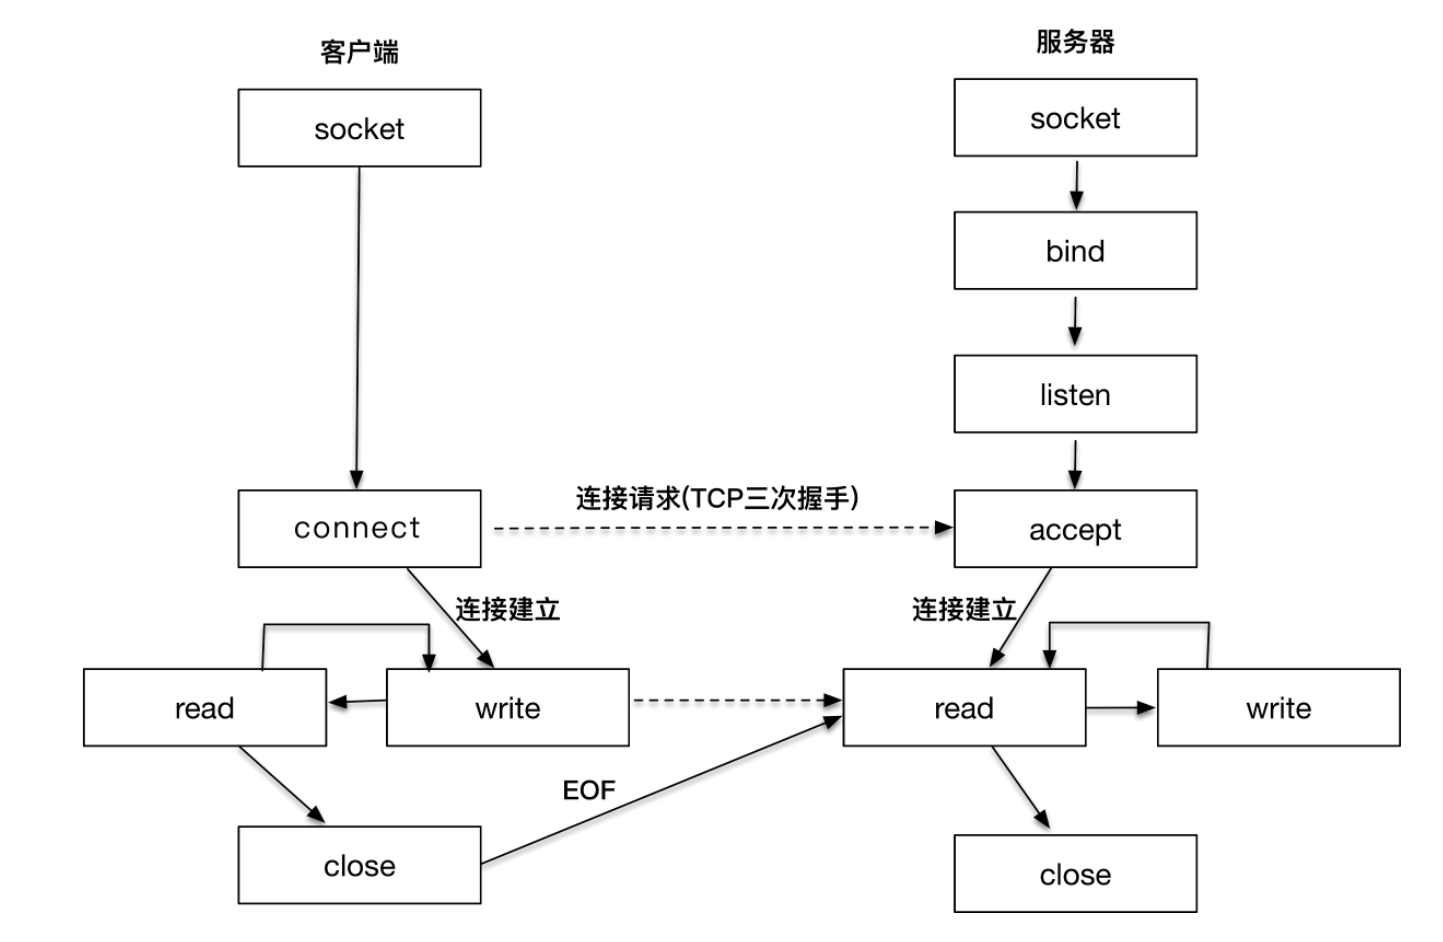 客户端
服务器
socket
socket
bind
listen
连接请求(TCP三次握手)
connect
accept
连接建立
连接建立
read
write
read
write
EOF
close
close